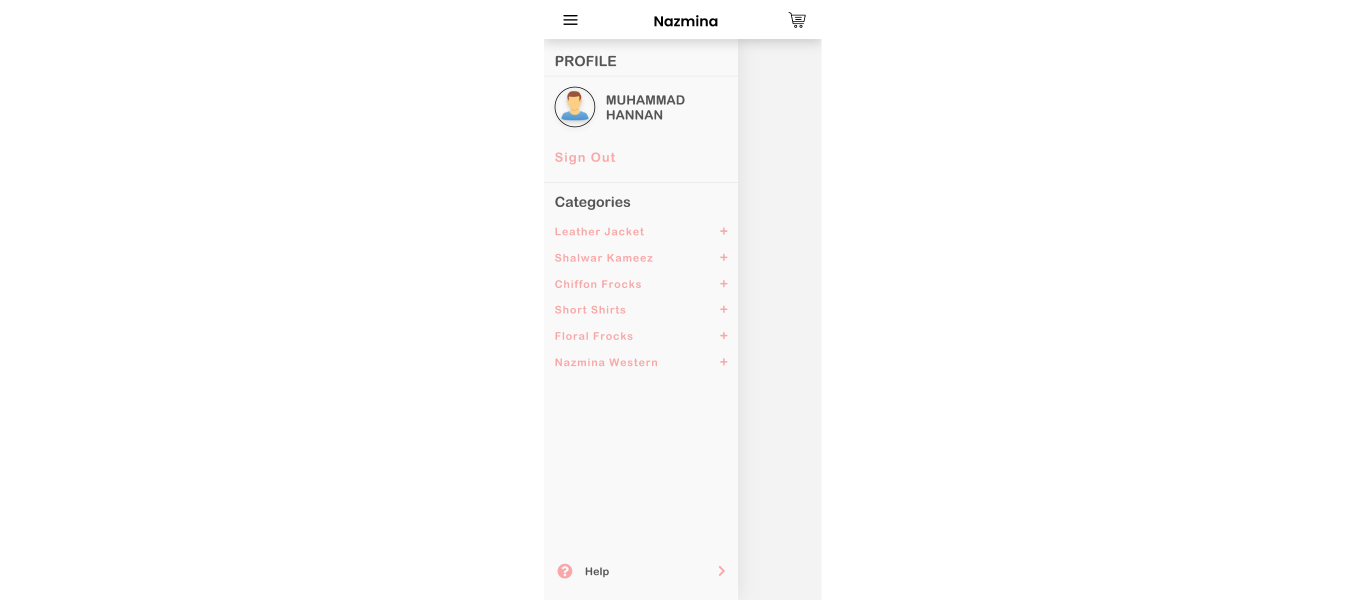 Nazmina
PROFILE
MUHAMMAD
HANNAN
Sign Out
Categories
Leather Jacket +
Shalwar Kameez +
Chiffon Frocks +
Short Shirts +
Floral Frocks +
Nazmina Western +
? Help